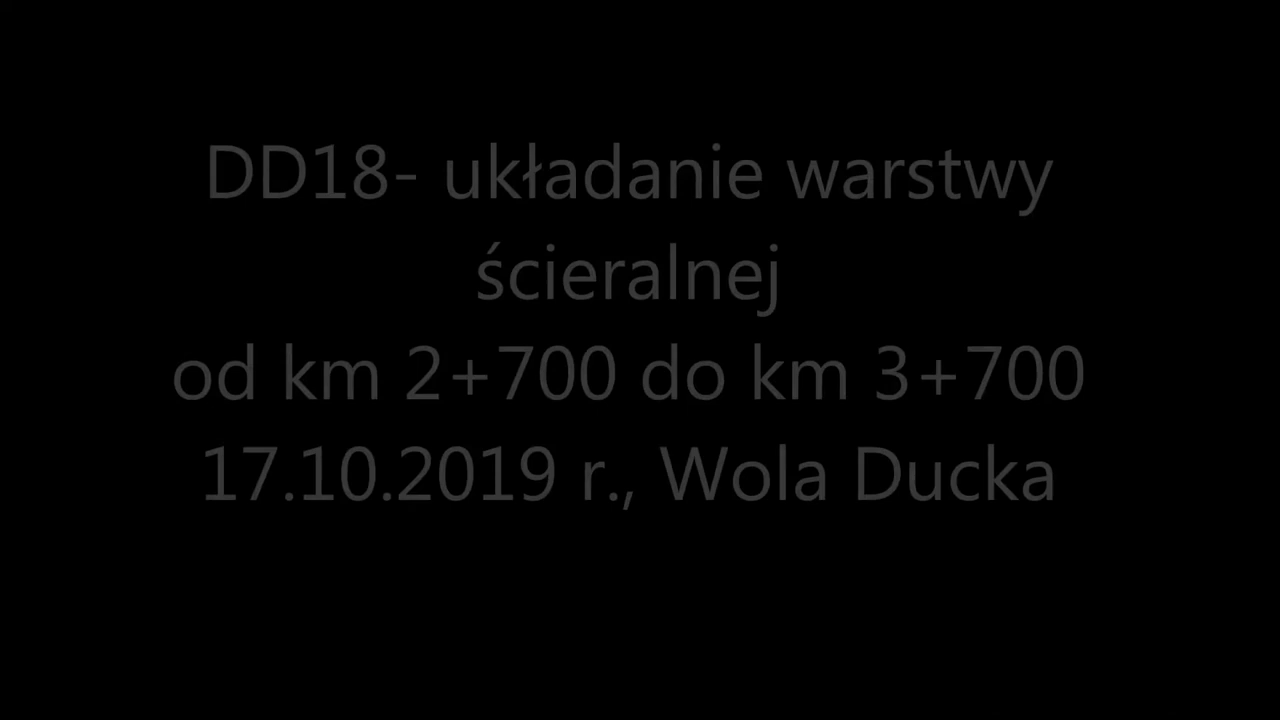 DD18- układanie warstwy
ścieralnej
od km 2+700 do km 3+700
17.10.2019 r., Wola Ducka